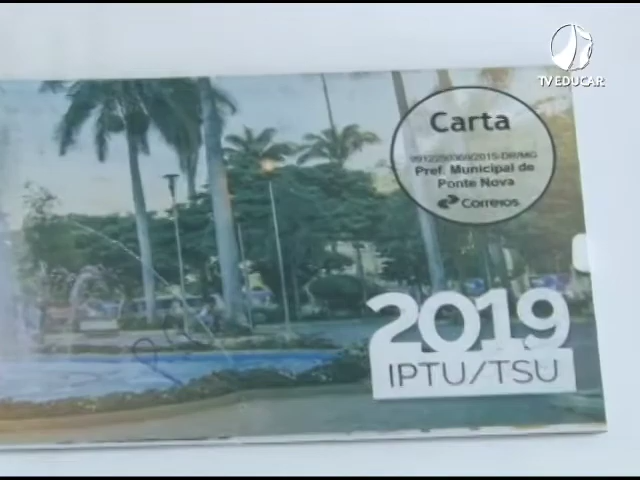 TV EDUCAR
Carta
Pref. Municipal de
Ponte Nova
Correios
2019
IPTU/TSU